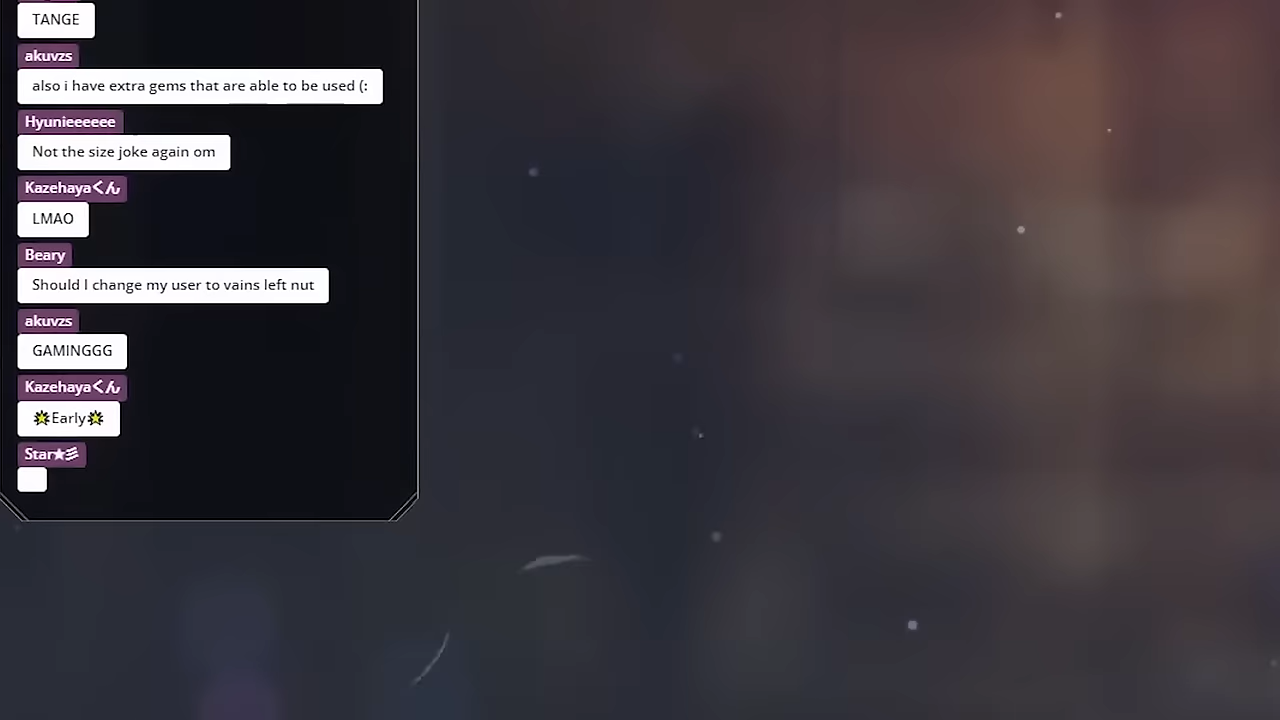 TANGE
akuvzs
also i have extra gems that are able to be used (:
Hyunieeeeee
Not the size joke again om
Kazehayaくん
LMAO
Beary
Should I change my user to vains left nut
akuvzs
GAMINGGG
Kazehayaくん
🌟Early🌟
Star★彡